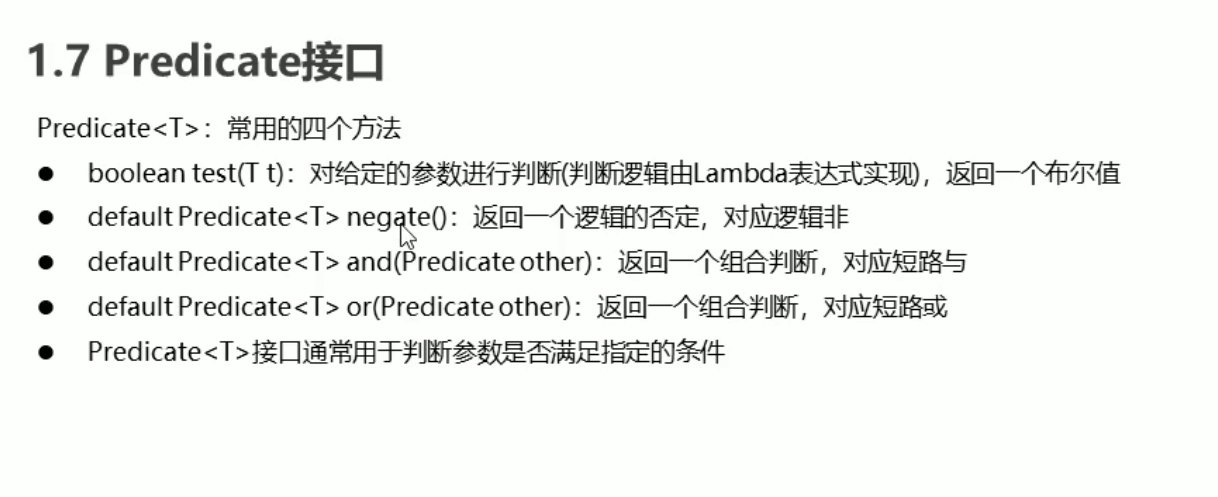 1.7 Predicate接口
Predicate<T>：常用的四个方法
● boolean test(T t)：对给定的参数进行判断(判断逻辑由Lambda表达式实现)，返回一个布尔值
● default Predicate<T> negate()：返回一个逻辑的否定，对应逻辑非
● default Predicate<T> and(Predicate other)：返回一个组合判断，对应短路与
● default Predicate<T> or(Predicate other)：返回一个组合判断，对应短路或
● Predicate<T>接口通常用于判断参数是否满足指定的条件